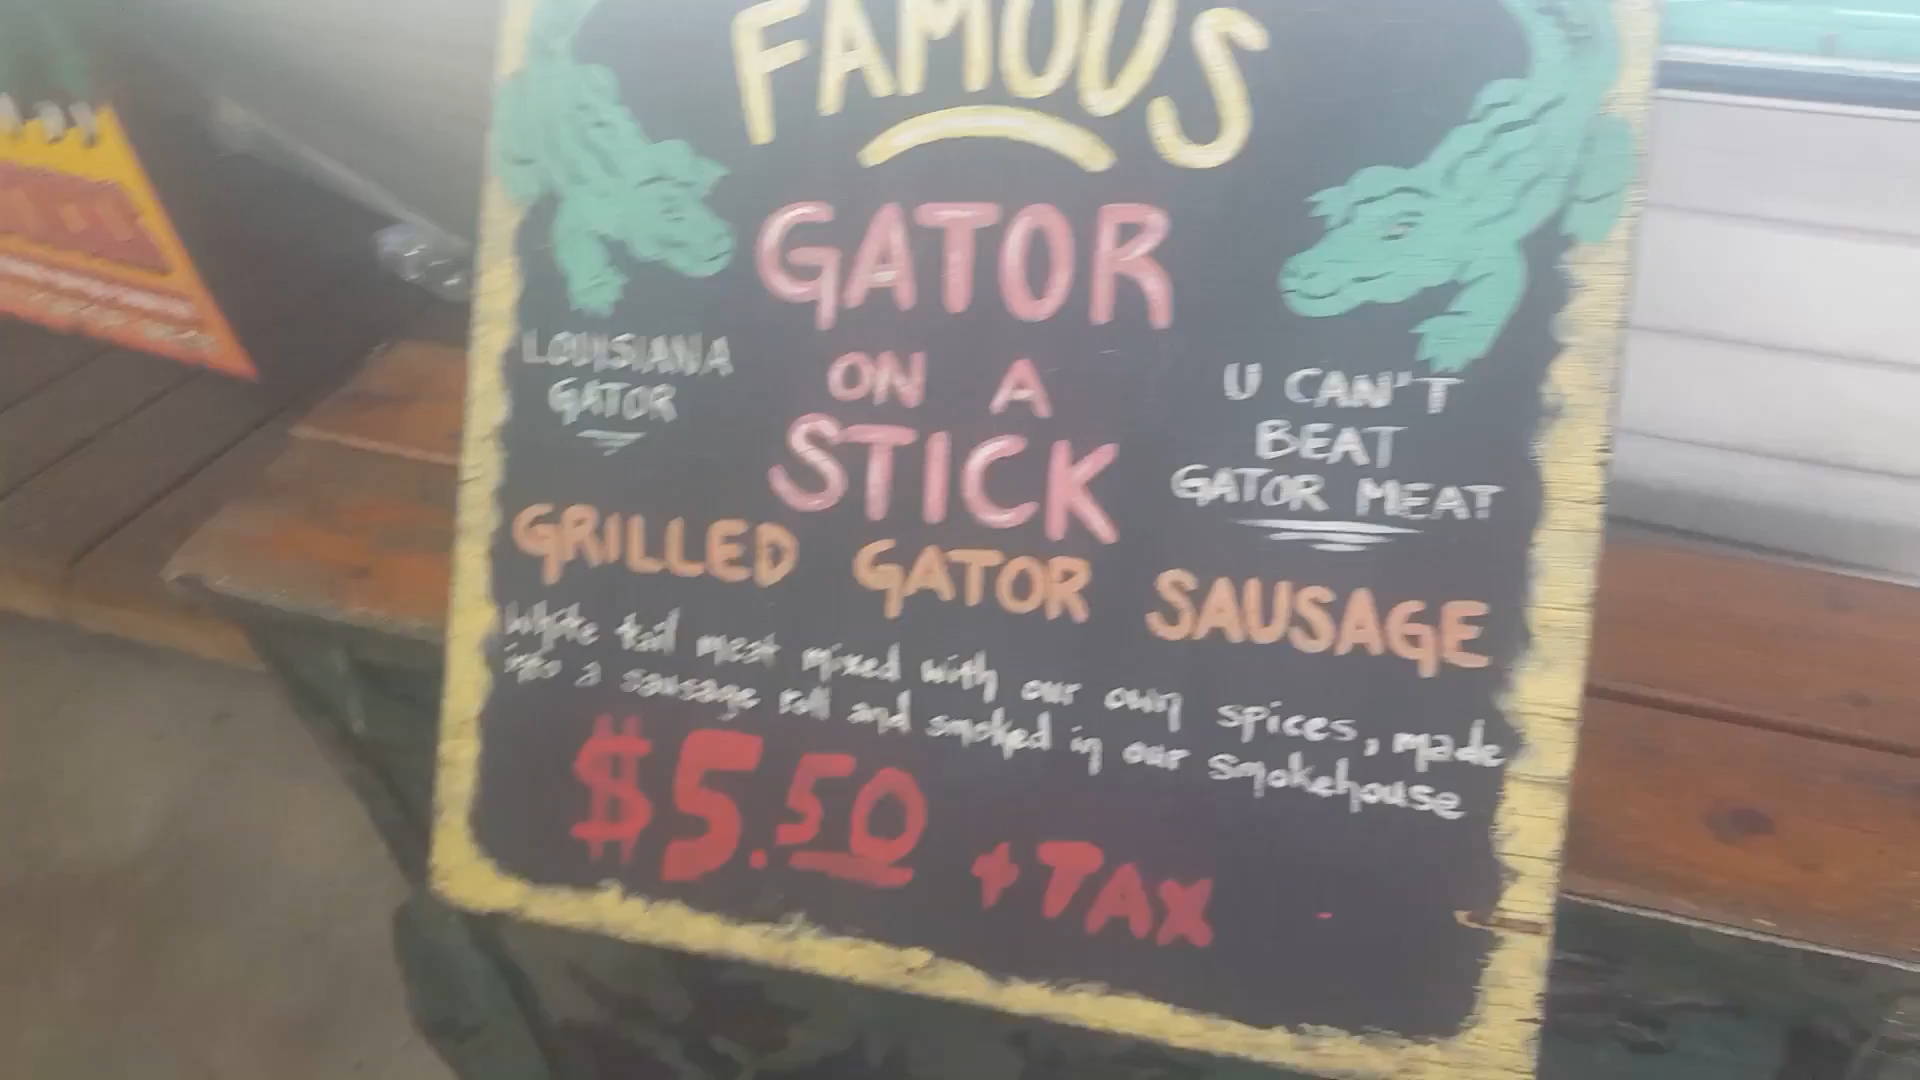 FAMOUS
GATOR
ON A
STICK
LOUISIANA
GATOR
U CAN'T
BEAT
GATOR MEAT
GRILLED GATOR SAUSAGE
White tail meat mixed with our own spices, made
into a sausage roll and smoked in our smokehouse
$5.50 + TAX